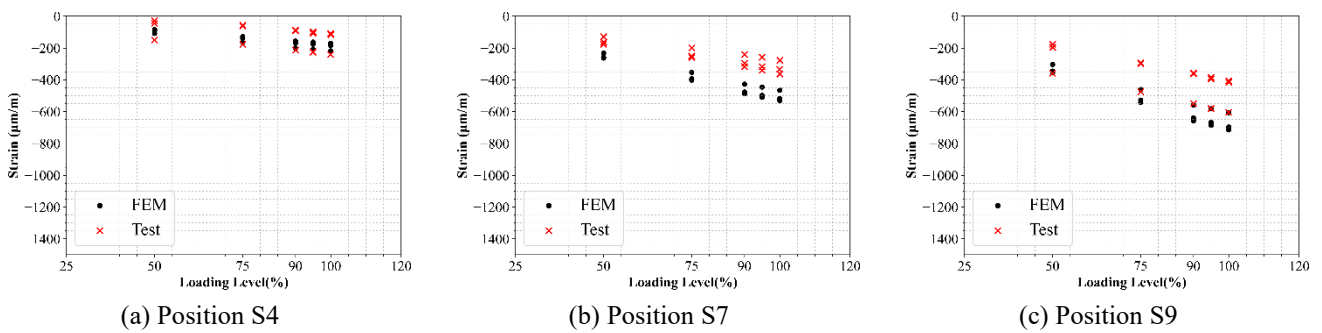 0
−200
−400
−600
−800
−1000
−1200
1400
Strain (μm/m)
FEM
Test
25
50
75
90
100
120
Loading Level(%)
(a) Position S4
0
−200
−400
−600
−800
−1000
−1200
1400
Strain (μm/m)
FEM
Test
25
50
75
90
100
120
Loading Level(%)
(b) Position S7
0
−200
−400
−600
−800
−1000
−1200
1400
Strain (μm/m)
FEM
Test
25
50
75
90
100
120
Loading Level(%)
(c) Position S9